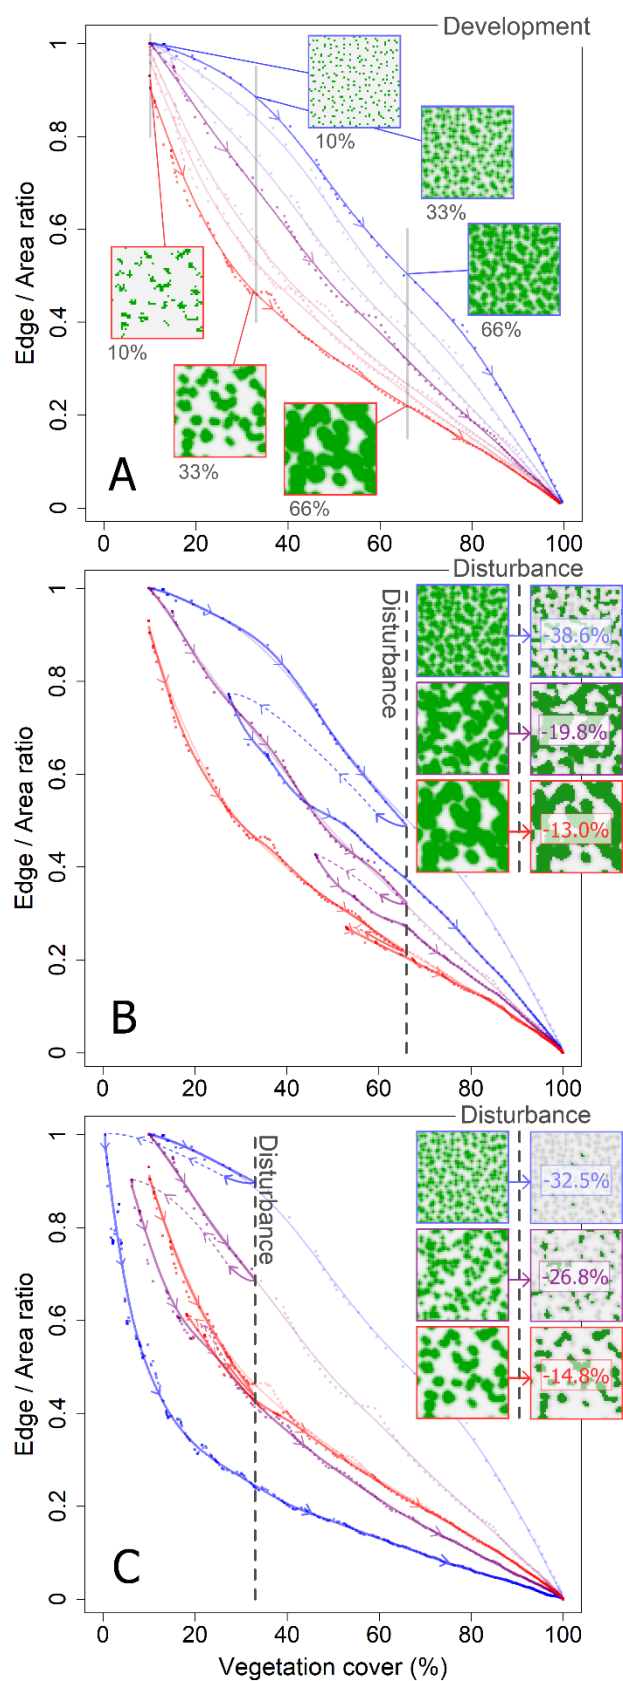 Development
1
0.8
0.6
0.4
0.2
0
Edge / Area ratio
10%
33%
66%
10%
33%
66%
A
0 20 40 60 80 100
Disturbance
Disturbance
1
0.8
0.6
0.4
0.2
0
Edge / Area ratio
-38.6%
-19.8%
-13.0%
B
0 20 40 60 80 100
Disturbance
Disturbance
1
0.8
0.6
0.4
0.2
0
Edge / Area ratio
-32.5%
-26.8%
-14.8%
C
0 20 40 60 80 100
Vegetation cover (%)